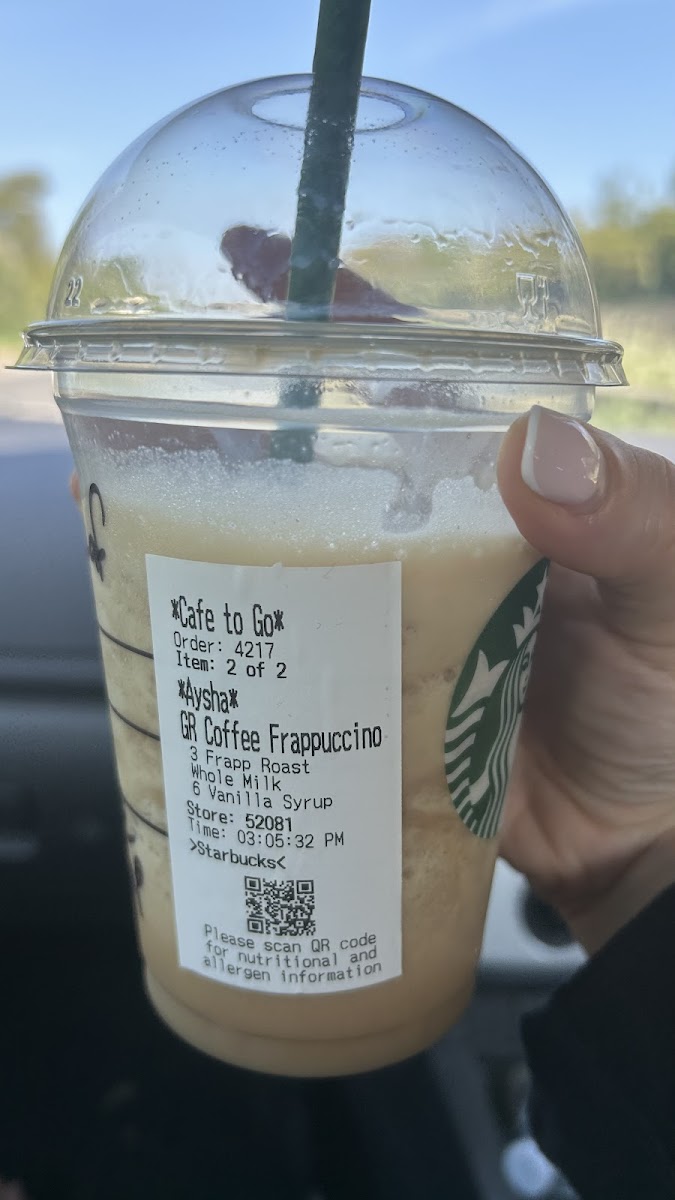 22
*Cafe to Go*
Order: 4217
Item: 2 of 2
*Aysha*
GR Coffee Frappuccino
3 Frapp Roast
Whole Milk
6 Vanilla Syrup
Store: 52081
Time: 03:05:32 PM
>Starbucks<
Please scan QR code
for nutritional and
allergen information